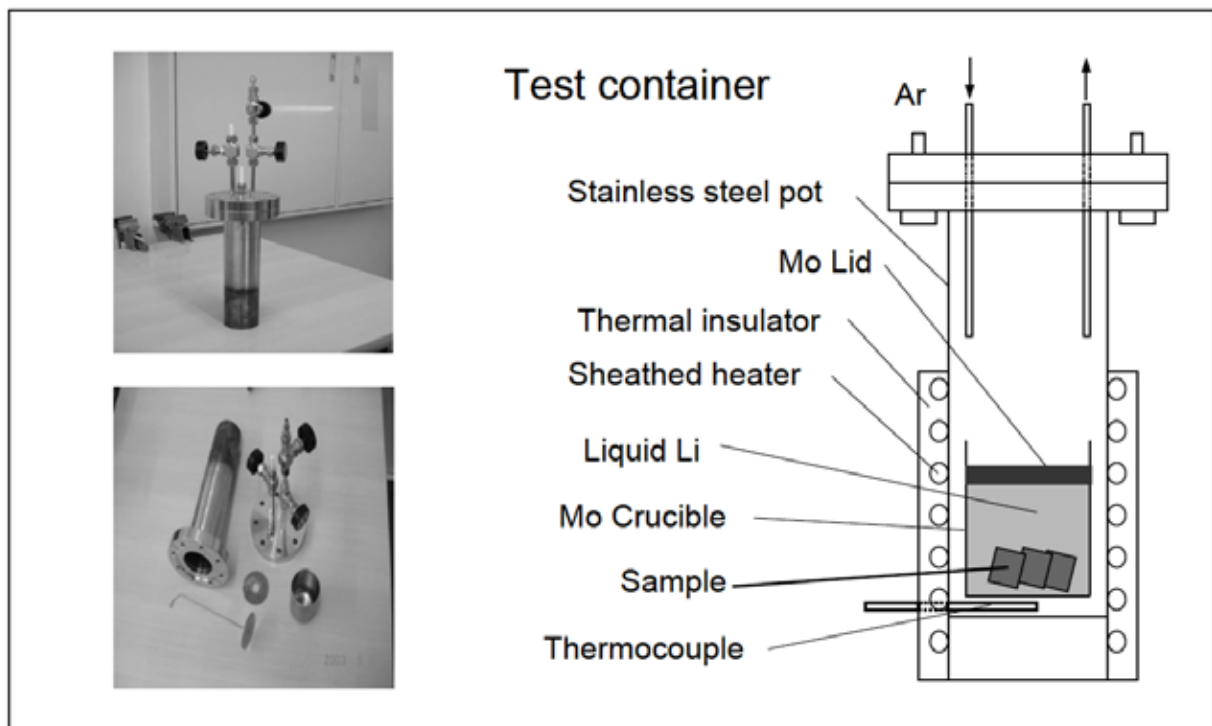 Test container
Ar
Stainless steel pot
Mo Lid
Thermal insulator
Sheathed heater
Liquid Li
Mo Crucible
Sample
Thermocouple